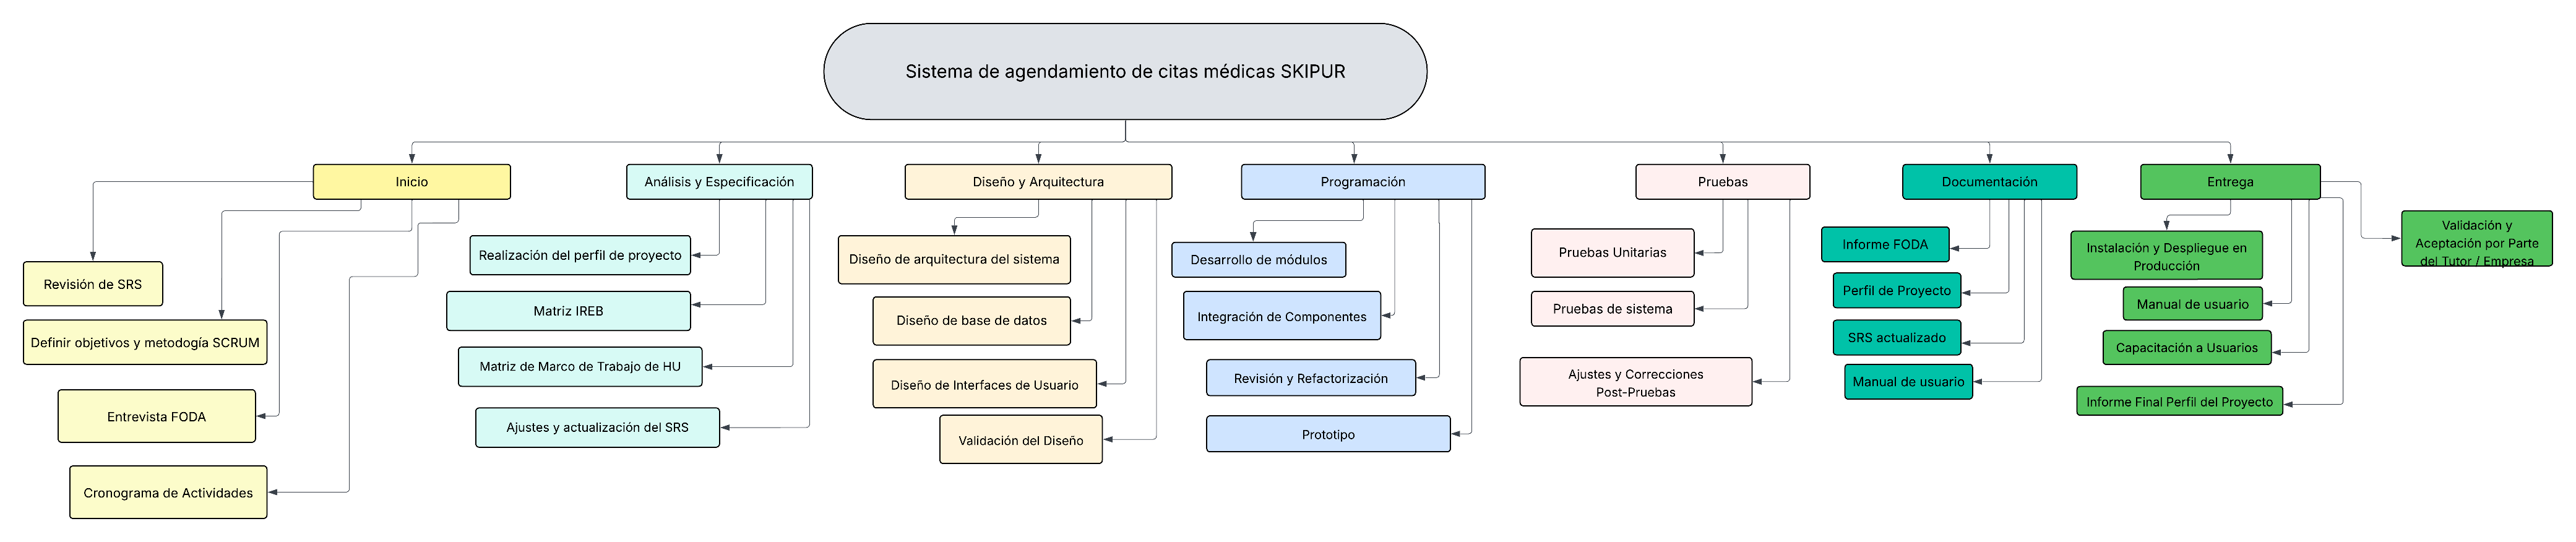 Sistema de agendamiento de citas médicas SKIPUR
Inicio
Revisión de SRS
Definir objetivos y metodogía SCRUM
Entrevista FODA
Cronograma de Actividades
Análisis y Especificación
Realización del perfil de proyecto
Matriz IREB
Matriz de Marco de Trabajo de HU
Ajustes y actualización del SRS
Diseño y Arquitectura
Diseño de arquitectura del sistema
Diseño de base de datos
Diseño de Interfaces de Usuario
Validación del Diseño
Programación
Desarrollo de módulos
Integración de Componentes
Revisión y Refactorización
Prototipo
Pruebas
Pruebas Unitarias
Pruebas de sistema
Ajustes y Correcciones
Post-Pruebas
Documentación
Informe FODA
Perfil de Proyecto
SRS actualizado
Manual de usuario
Entrega
Instalación y Despliegue en
Producción
Manual de usuario
Capacitación a Usuarios
Informe Final Perfil del Proyecto
Validación y
Aceptación por Parte
del Tutor / Empresa